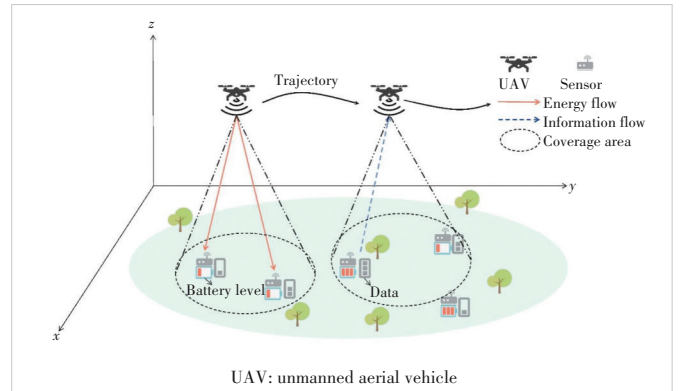 z
Trajectory
UAV Sensor
Energy flow
Information flow
Coverage area
y
Battery level
Data
x
UAV: unmanned aerial vehicle